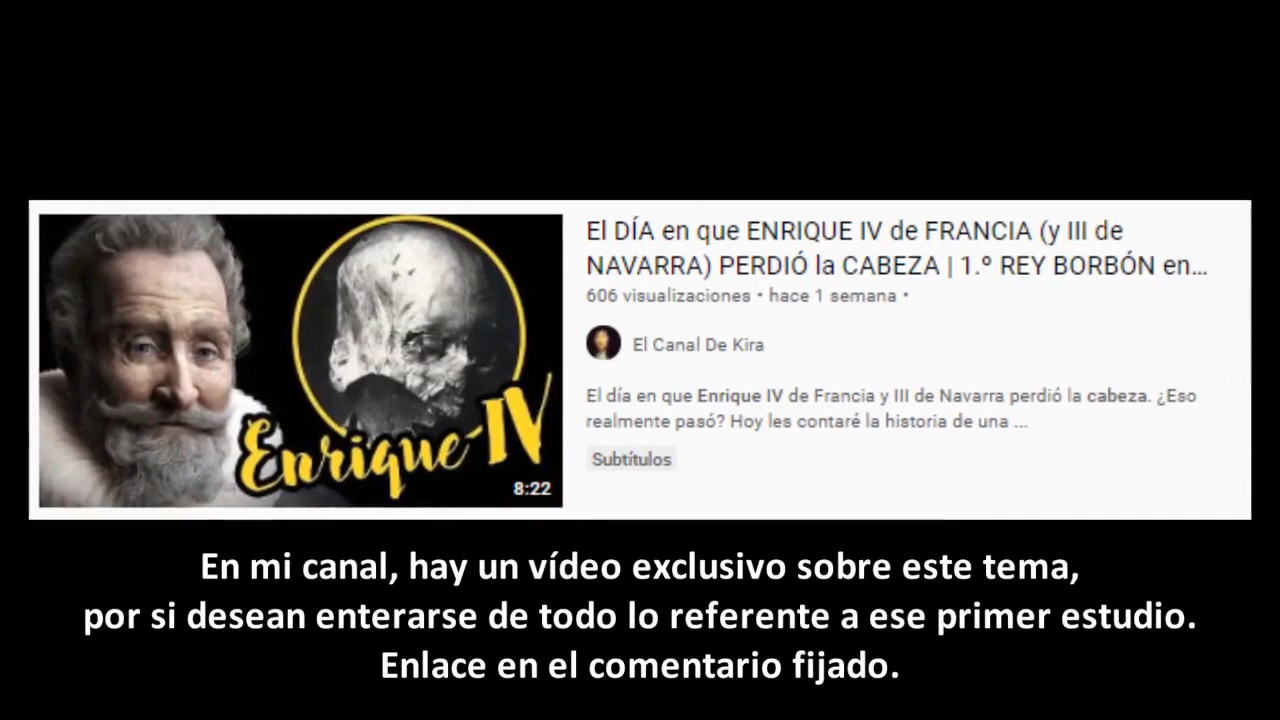 El DÍA en que ENRIQUE IV de FRANCIA (y III de
NAVARRA) PERDIÓ la CABEZA | 1.º REY BORBÓN en...
606 visualizaciones • hace 1 semana •
El Canal De Kira
El día en que Enrique IV de Francia y III de Navarra perdió la cabeza. ¿Eso
realmente pasó? Hoy les contaré la historia de una ...
Subtítulos
Enrique IV
8:22
En mi canal, hay un vídeo exclusivo sobre este tema,
por si desean enterarse de todo lo referente a ese primer estudio.
Enlace en el comentario fijado.